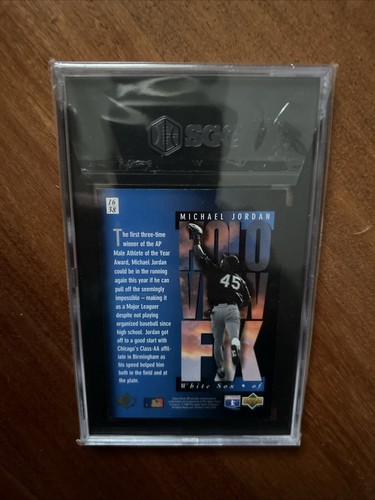 SGC
16
38
MICHAEL JORDAN
HOLO
VIEW
FX
45
The first three-time
winner of the AP
Male Athlete of the Year
Award, Michael Jordan
could be in the running
again this year if he can
pull off the seemingly
impossible – making it
as a Major Leaguer
despite not playing
organized baseball since
high school. Jordan got
off to a good start with
Chicago's Class-AA affil-
iate in Birmingham as
his speed helped him
both in the field and at
the plate.
White Sox • of